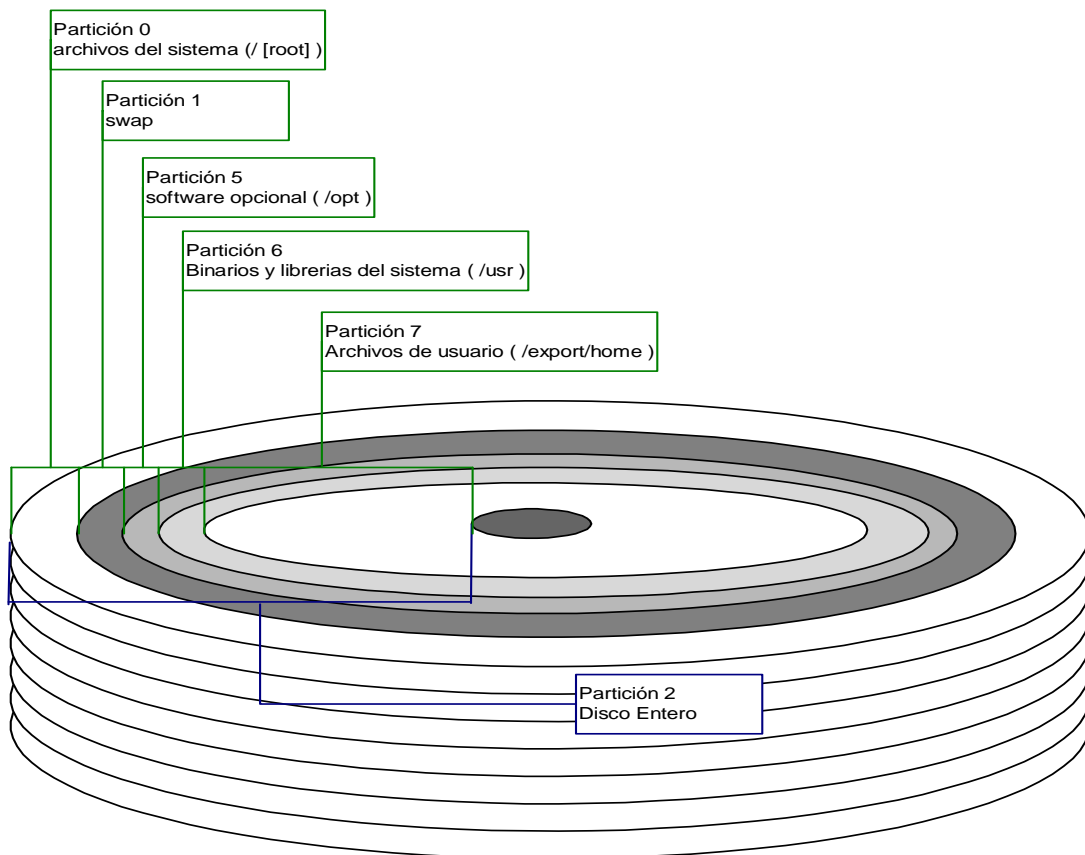 Partición 0
archivos del sistema (/ [root] )
Partición 1
swap
Partición 5
software opcional ( /opt )
Partición 6
Binarios y librerias del sistema ( /usr )
Partición 7
Archivos de usuario ( /export/home )
Partición 2
Disco Entero